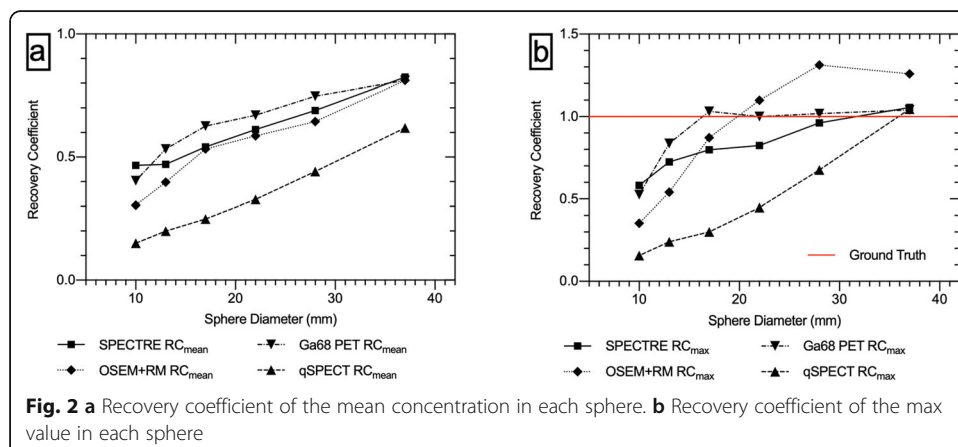 a
1.0
0.5
0.0
Recovery Coefficient
10 20 30 40
Sphere Diameter (mm)
SPECTRE RCmean
Ga68 PET RCmean
OSEM+RM RCmean
qSPECT RCmean
b
1.5
1.0
0.5
0.0
Recovery Coefficient
Ground Truth
10 20 30 40
Sphere Diameter (mm)
SPECTRE RCmax
Ga68 PET RCmax
OSEM+RM RCmax
qSPECT RCmax
Fig. 2 a Recovery coefficient of the mean concentration in each sphere. b Recovery coefficient of the max
value in each sphere